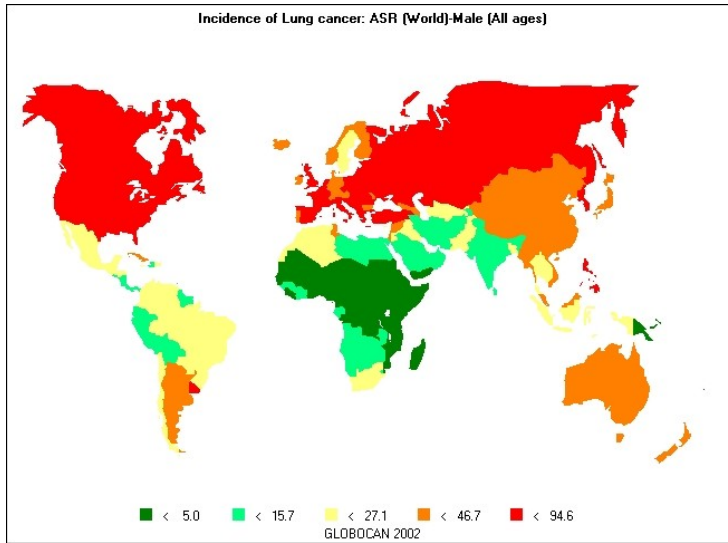 Incidence of Lung cancer: ASR (World)-Male (All ages)
< 5.0 < 15.7 < 27.1 < 46.7 < 94.6
GLOBOCAN 2002